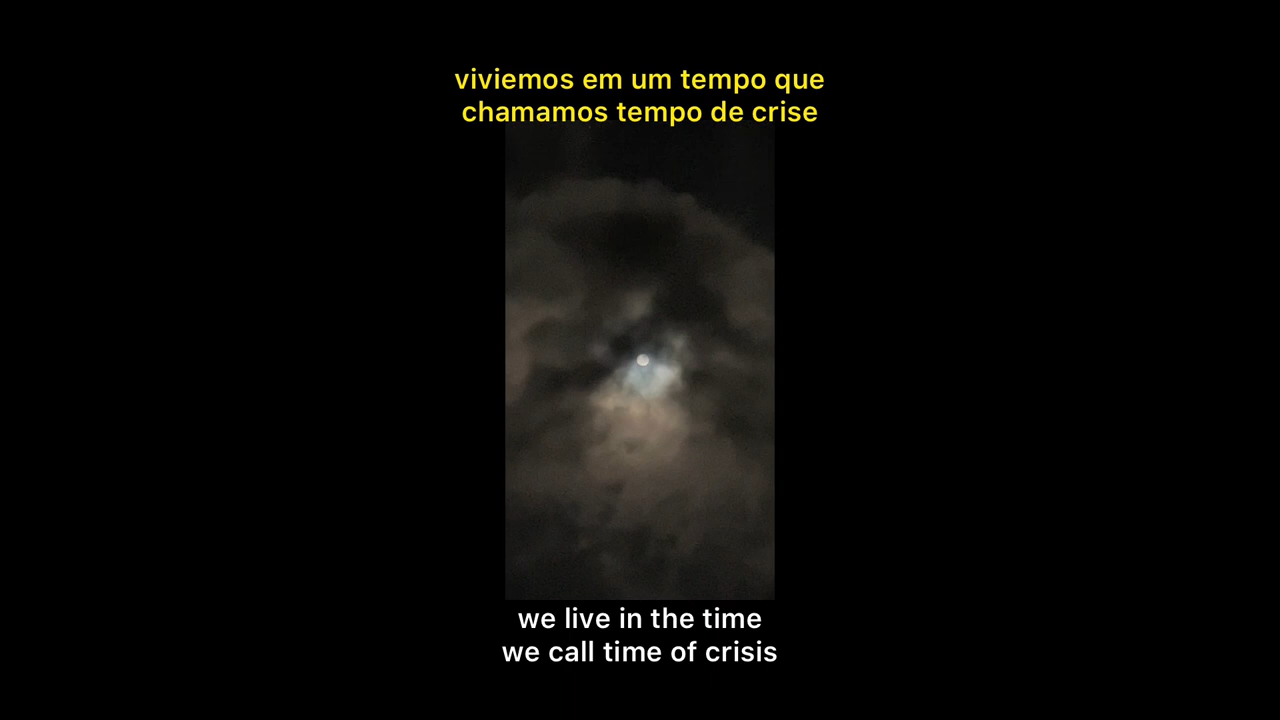 viviemos em um tempo que
chamamos tempo de crise
we live in the time
we call time of crisis